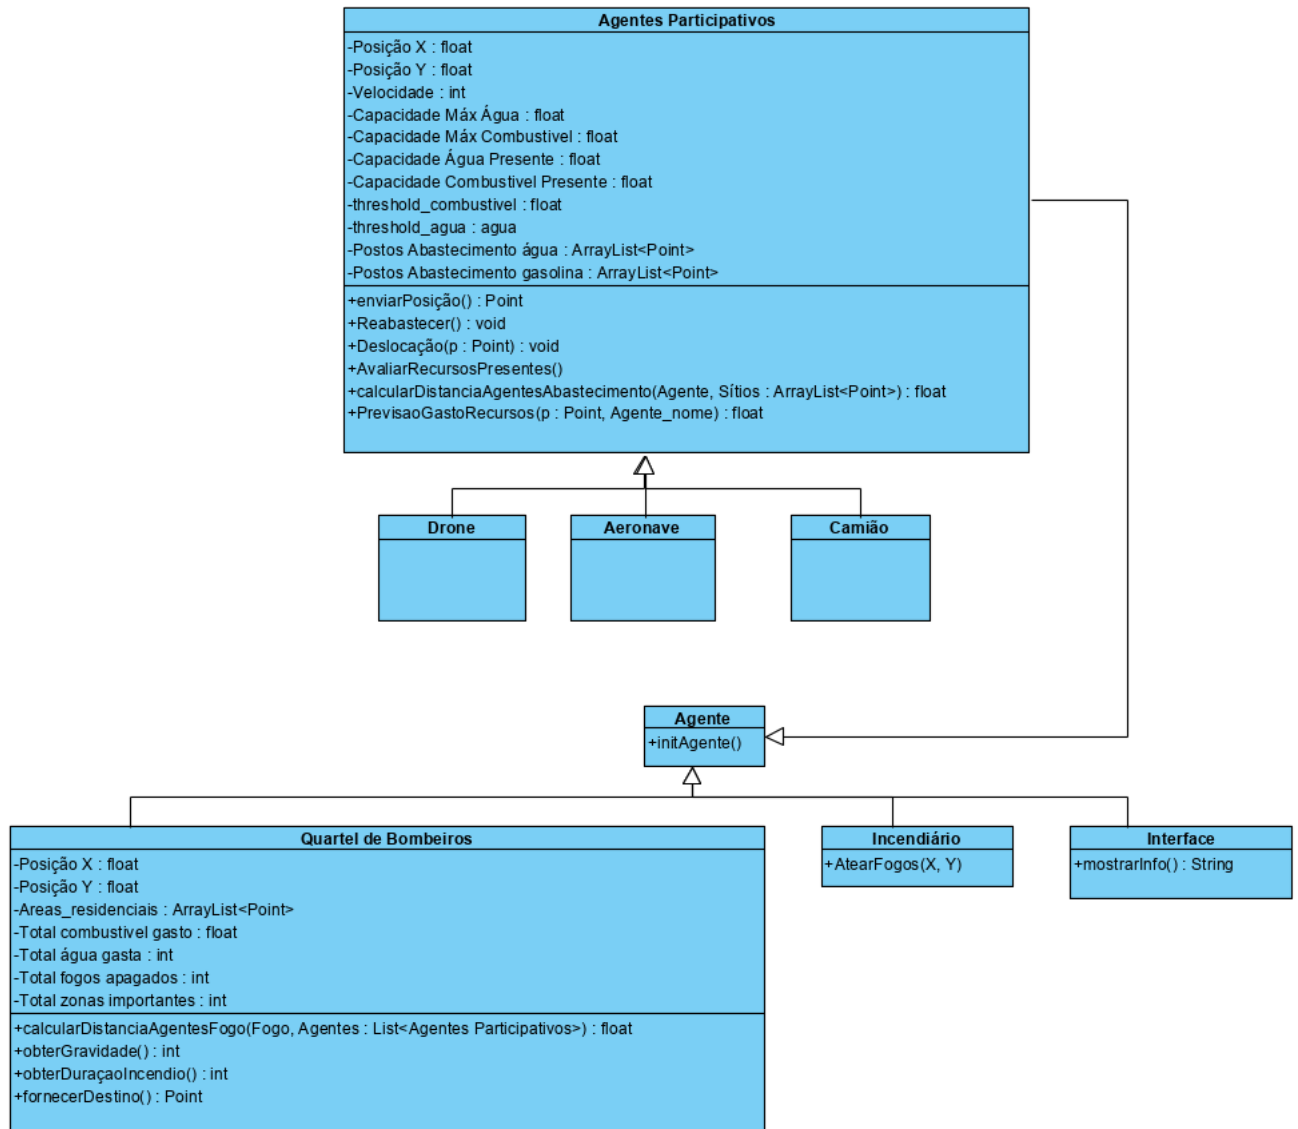 Agentes Participativos
-Posição X : float
-Posição Y : float
-Velocidade : int
-Capacidade Máx Água : float
-Capacidade Máx Combustivel : float
-Capacidade Água Presente : float
-Capacidade Combustivel Presente : float
-threshold_combustivel : float
-threshold_agua : agua
-Postos Abastecimento água : ArrayList<Point>
-Postos Abastecimento gasolina : ArrayList<Point>
+enviarPosição() : Point
+Reabastecer() : void
+Deslocação(p : Point) : void
+AvaliarRecursosPresentes()
+calcularDistanciaAgentesAbastecimento(Agente, Sítios : ArrayList<Point>) : float
+PrevisaoGastoRecursos(p : Point, Agente_nome) : float
Drone
Aeronave
Camião
Agente
+initAgente()
Quartel de Bombeiros
-Posição X : float
-Posição Y : float
-Areas_residenciais : ArrayList<Point>
-Total combustivel gasto : float
-Total água gasta : int
-Total fogos apagados : int
-Total zonas importantes : int
+calcularDistanciaAgentesFogo(Fogo, Agentes : List<Agentes Participativos>) : float
+obterGravidade() : int
+obterDuraçaoIncendio() : int
+fornecerDestino() : Point
Incendiário
+AtearFogos(X, Y)
Interface
+mostrarInfo() : String